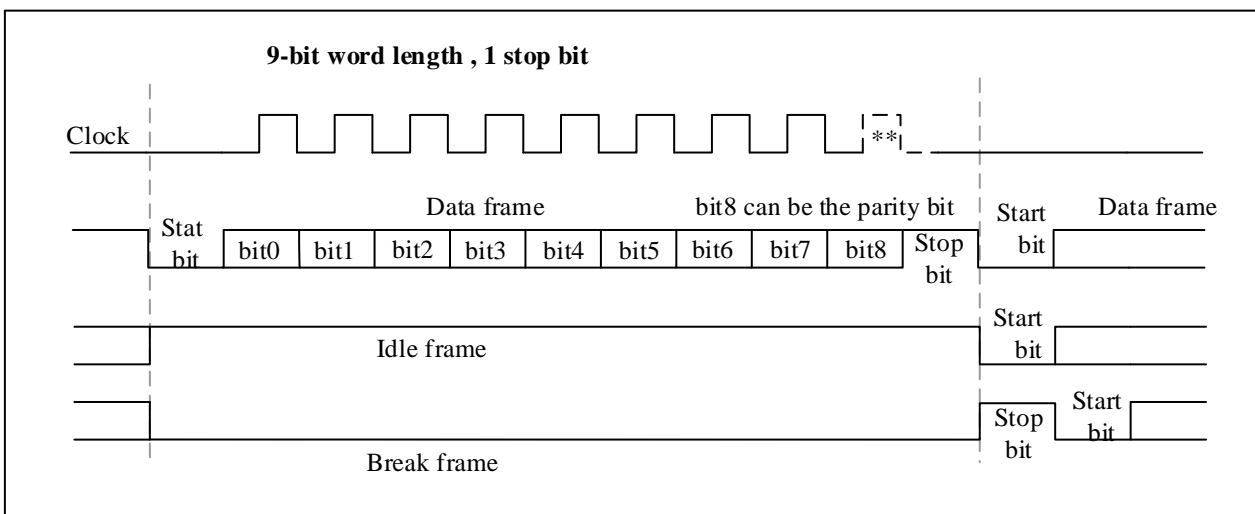 9-bit word length , 1 stop bit
Clock
**
Data frame
bit8 can be the parity bit
Data frame
Stat
bit
bit0 bit1 bit2 bit3 bit4 bit5 bit6 bit7 bit8
Stop
bit
Start
bit
Idle frame
Start
bit
Break frame
Stop
bit
Start
bit